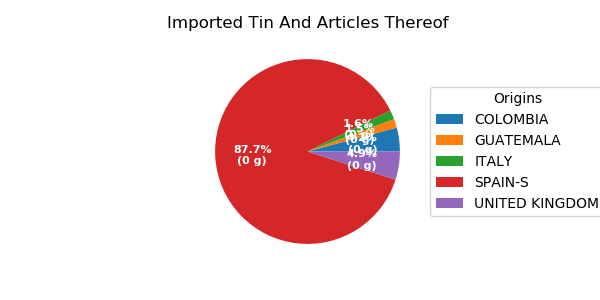 Imported Tin And Articles Thereof
87.7%
(0 g)
1.6%
(0 g)
4.9%
(0 g)
Origins
COLOMBIA
GUATEMALA
ITALY
SPAIN-S
UNITED KINGDOM